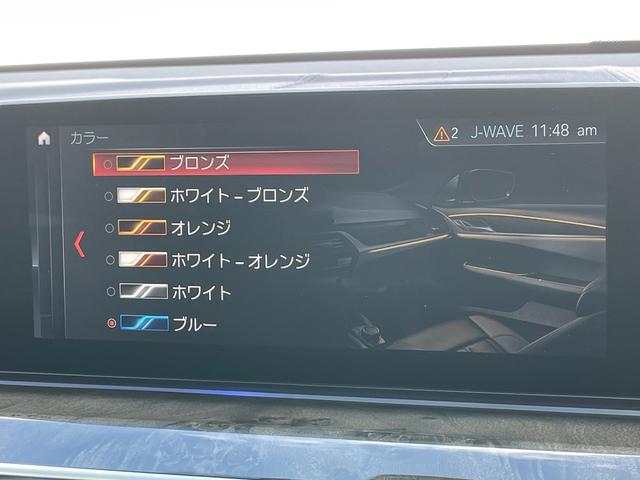 カラー
2 J-WAVE 11:48 am
ブロンズ
ホワイト – ブロンズ
オレンジ
ホワイト – オレンジ
ホワイト
ブルー